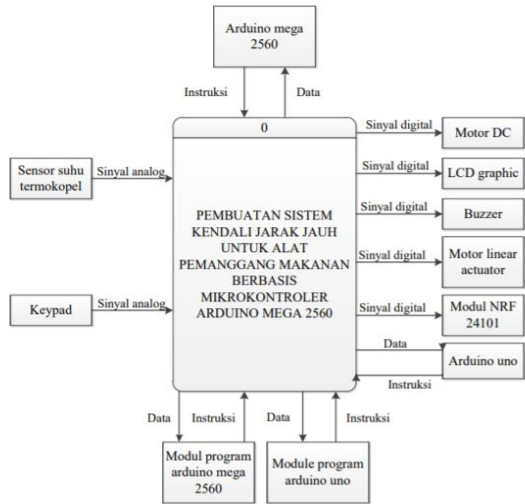 Arduino mega
2560
Instruksi
Data
0
Sensor suhu
termokopel
Sinyal analog
Keypad
Sinyal analog
PEMBUATAN SISTEM
KENDALI JARAK JAUH
UNTUK ALAT
PEMANGGANG MAKANAN
BERBASIS
MIKROKONTROLER
ARDUINO MEGA 2560
Sinyal digital
Motor DC
Sinyal digital
LCD graphic
Sinyal digital
Buzzer
Sinyal digital
Motor linear
actuator
Sinyal digital
Modul NRF
24101
Data
Arduino uno
Instruksi
Data
Instruksi
Data
Instruksi
Modul program
arduino mega
2560
Module program
arduino uno